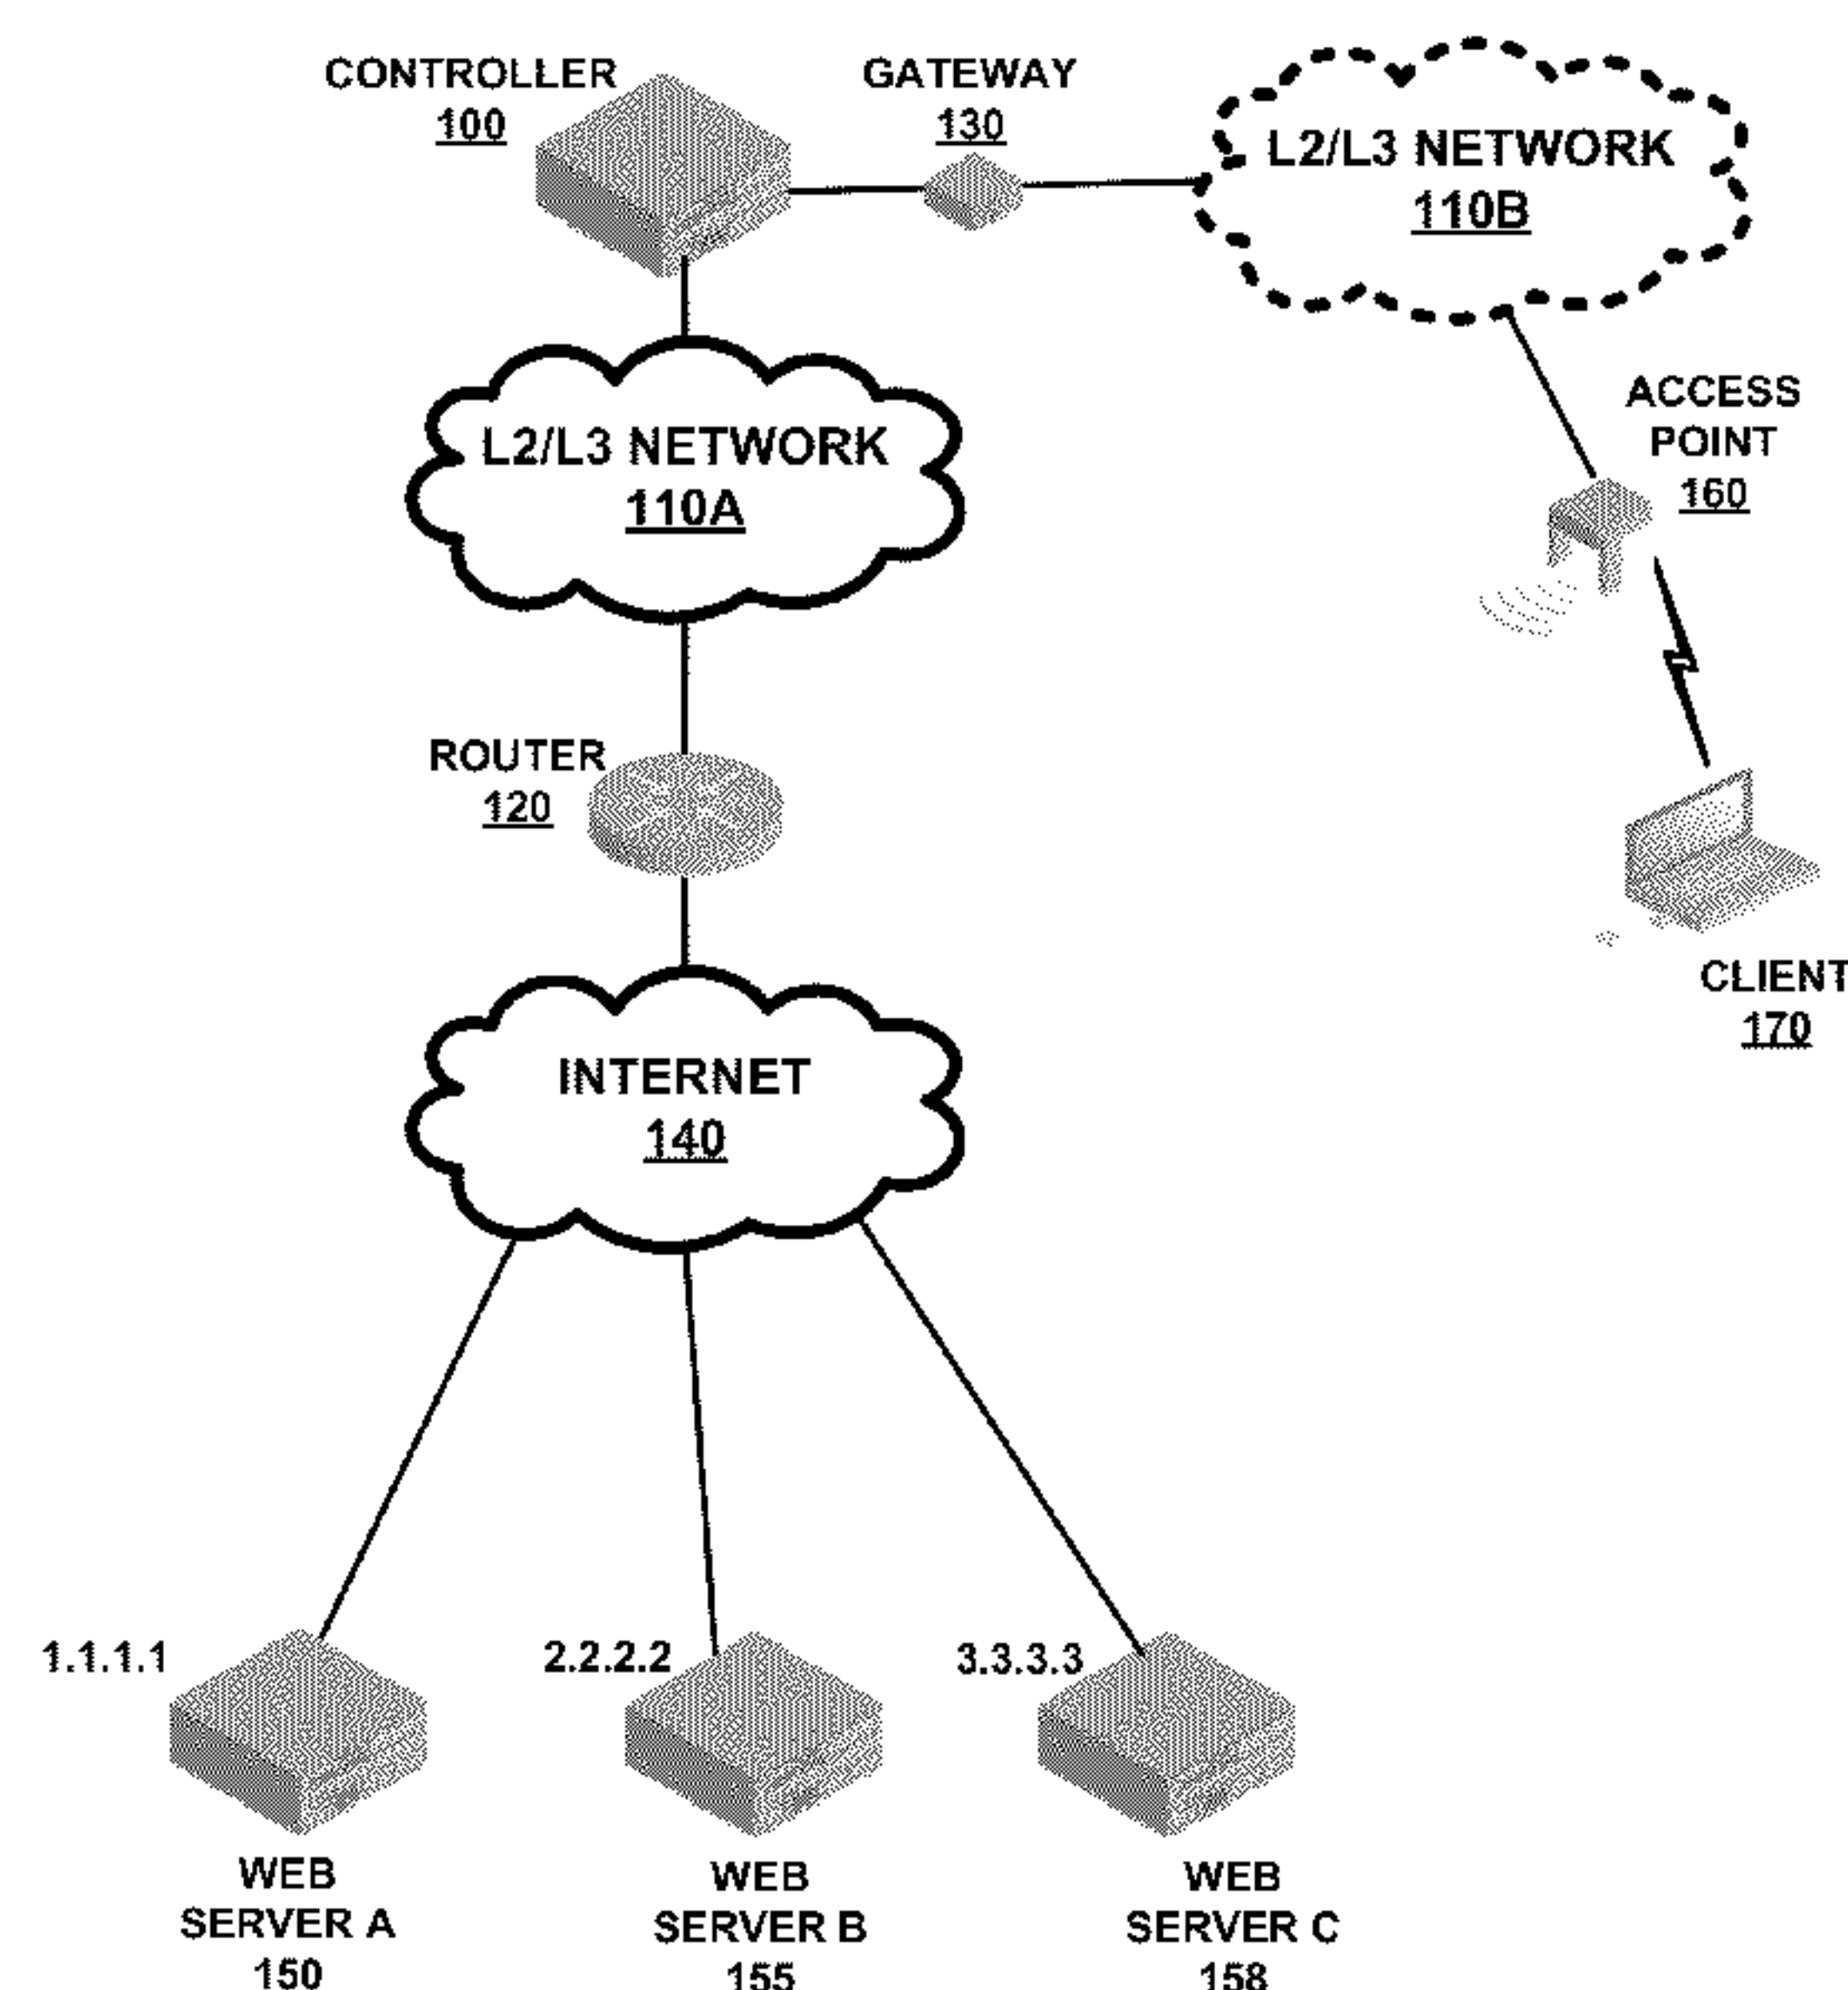 CONTROLLER
100
GATEWAY
130
L2/L3 NETWORK
110B
L2/L3 NETWORK
110A
ACCESS
POINT
160
ROUTER
120
CLIENT
170
INTERNET
140
1.1.1.1
2.2.2.2
3.3.3.3
WEB
SERVER A
150
WEB
SERVER B
155
WEB
SERVER C
158